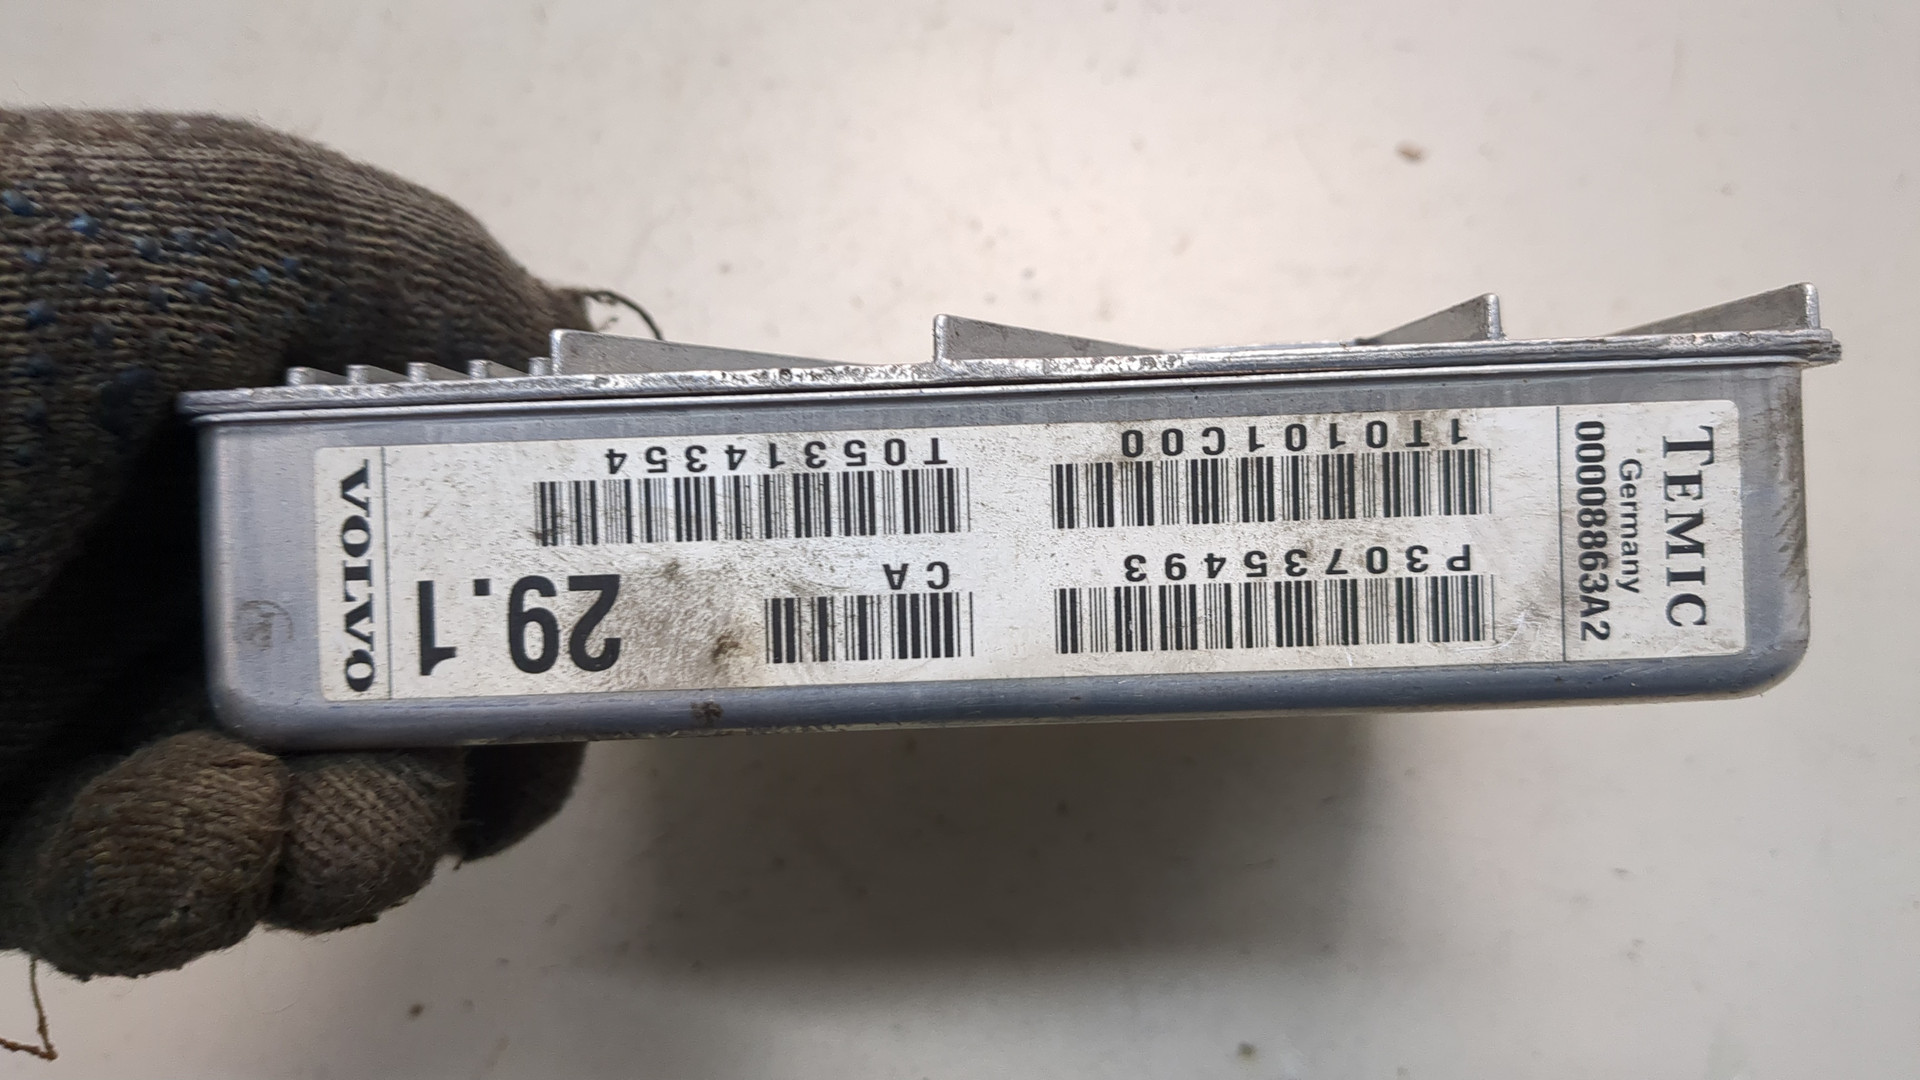 TEMIC
Germany
00008863A2
P30735493
CA
29.1
1T0101C00
T05314354
VOLVO